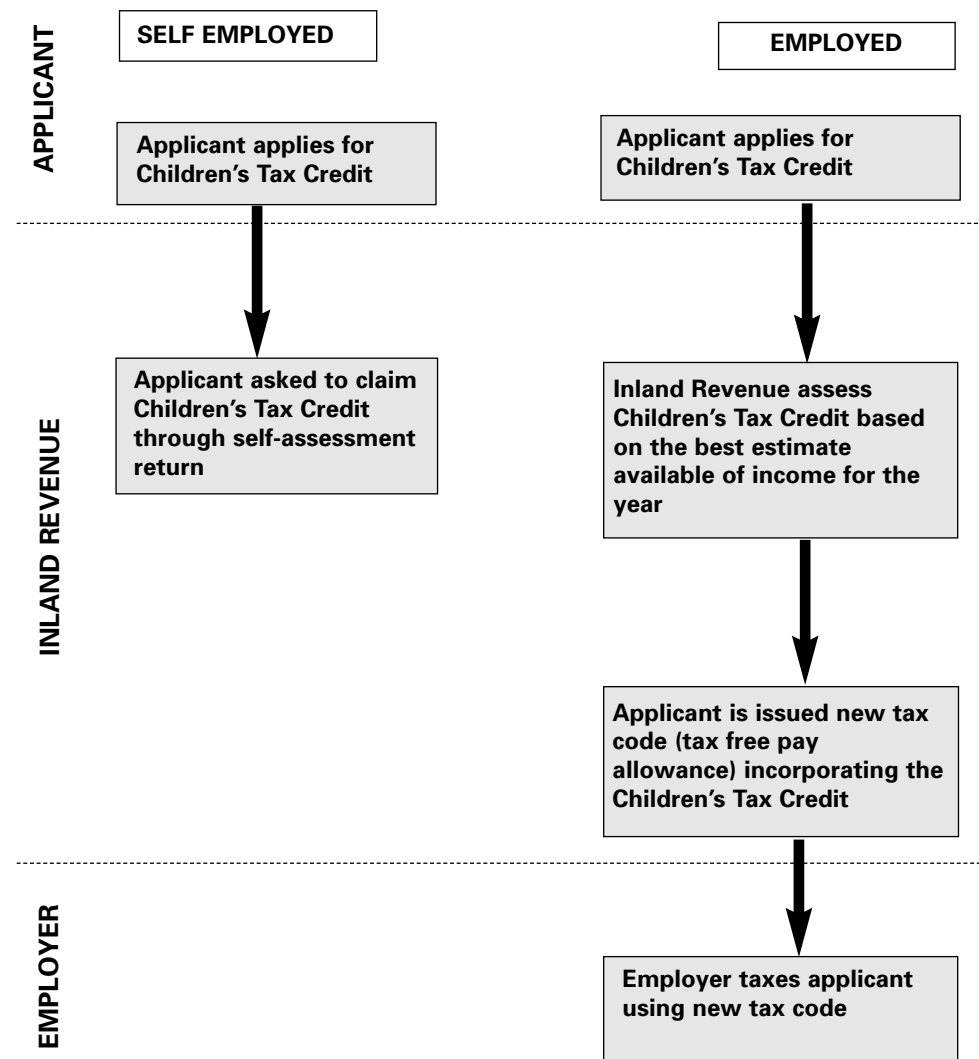 APPLICANT
SELF EMPLOYED
EMPLOYED
Applicant applies for
Children’s Tax Credit
Applicant applies for
Children’s Tax Credit
INLAND REVENUE
Applicant asked to claim
Children’s Tax Credit
through self-assessment
return
Inland Revenue assess
Children’s Tax Credit based
on the best estimate
available of income for the
year
Applicant is issued new tax
code (tax free pay
allowance) incorporating the
Children’s Tax Credit
EMPLOYER
Employer taxes applicant
using new tax code